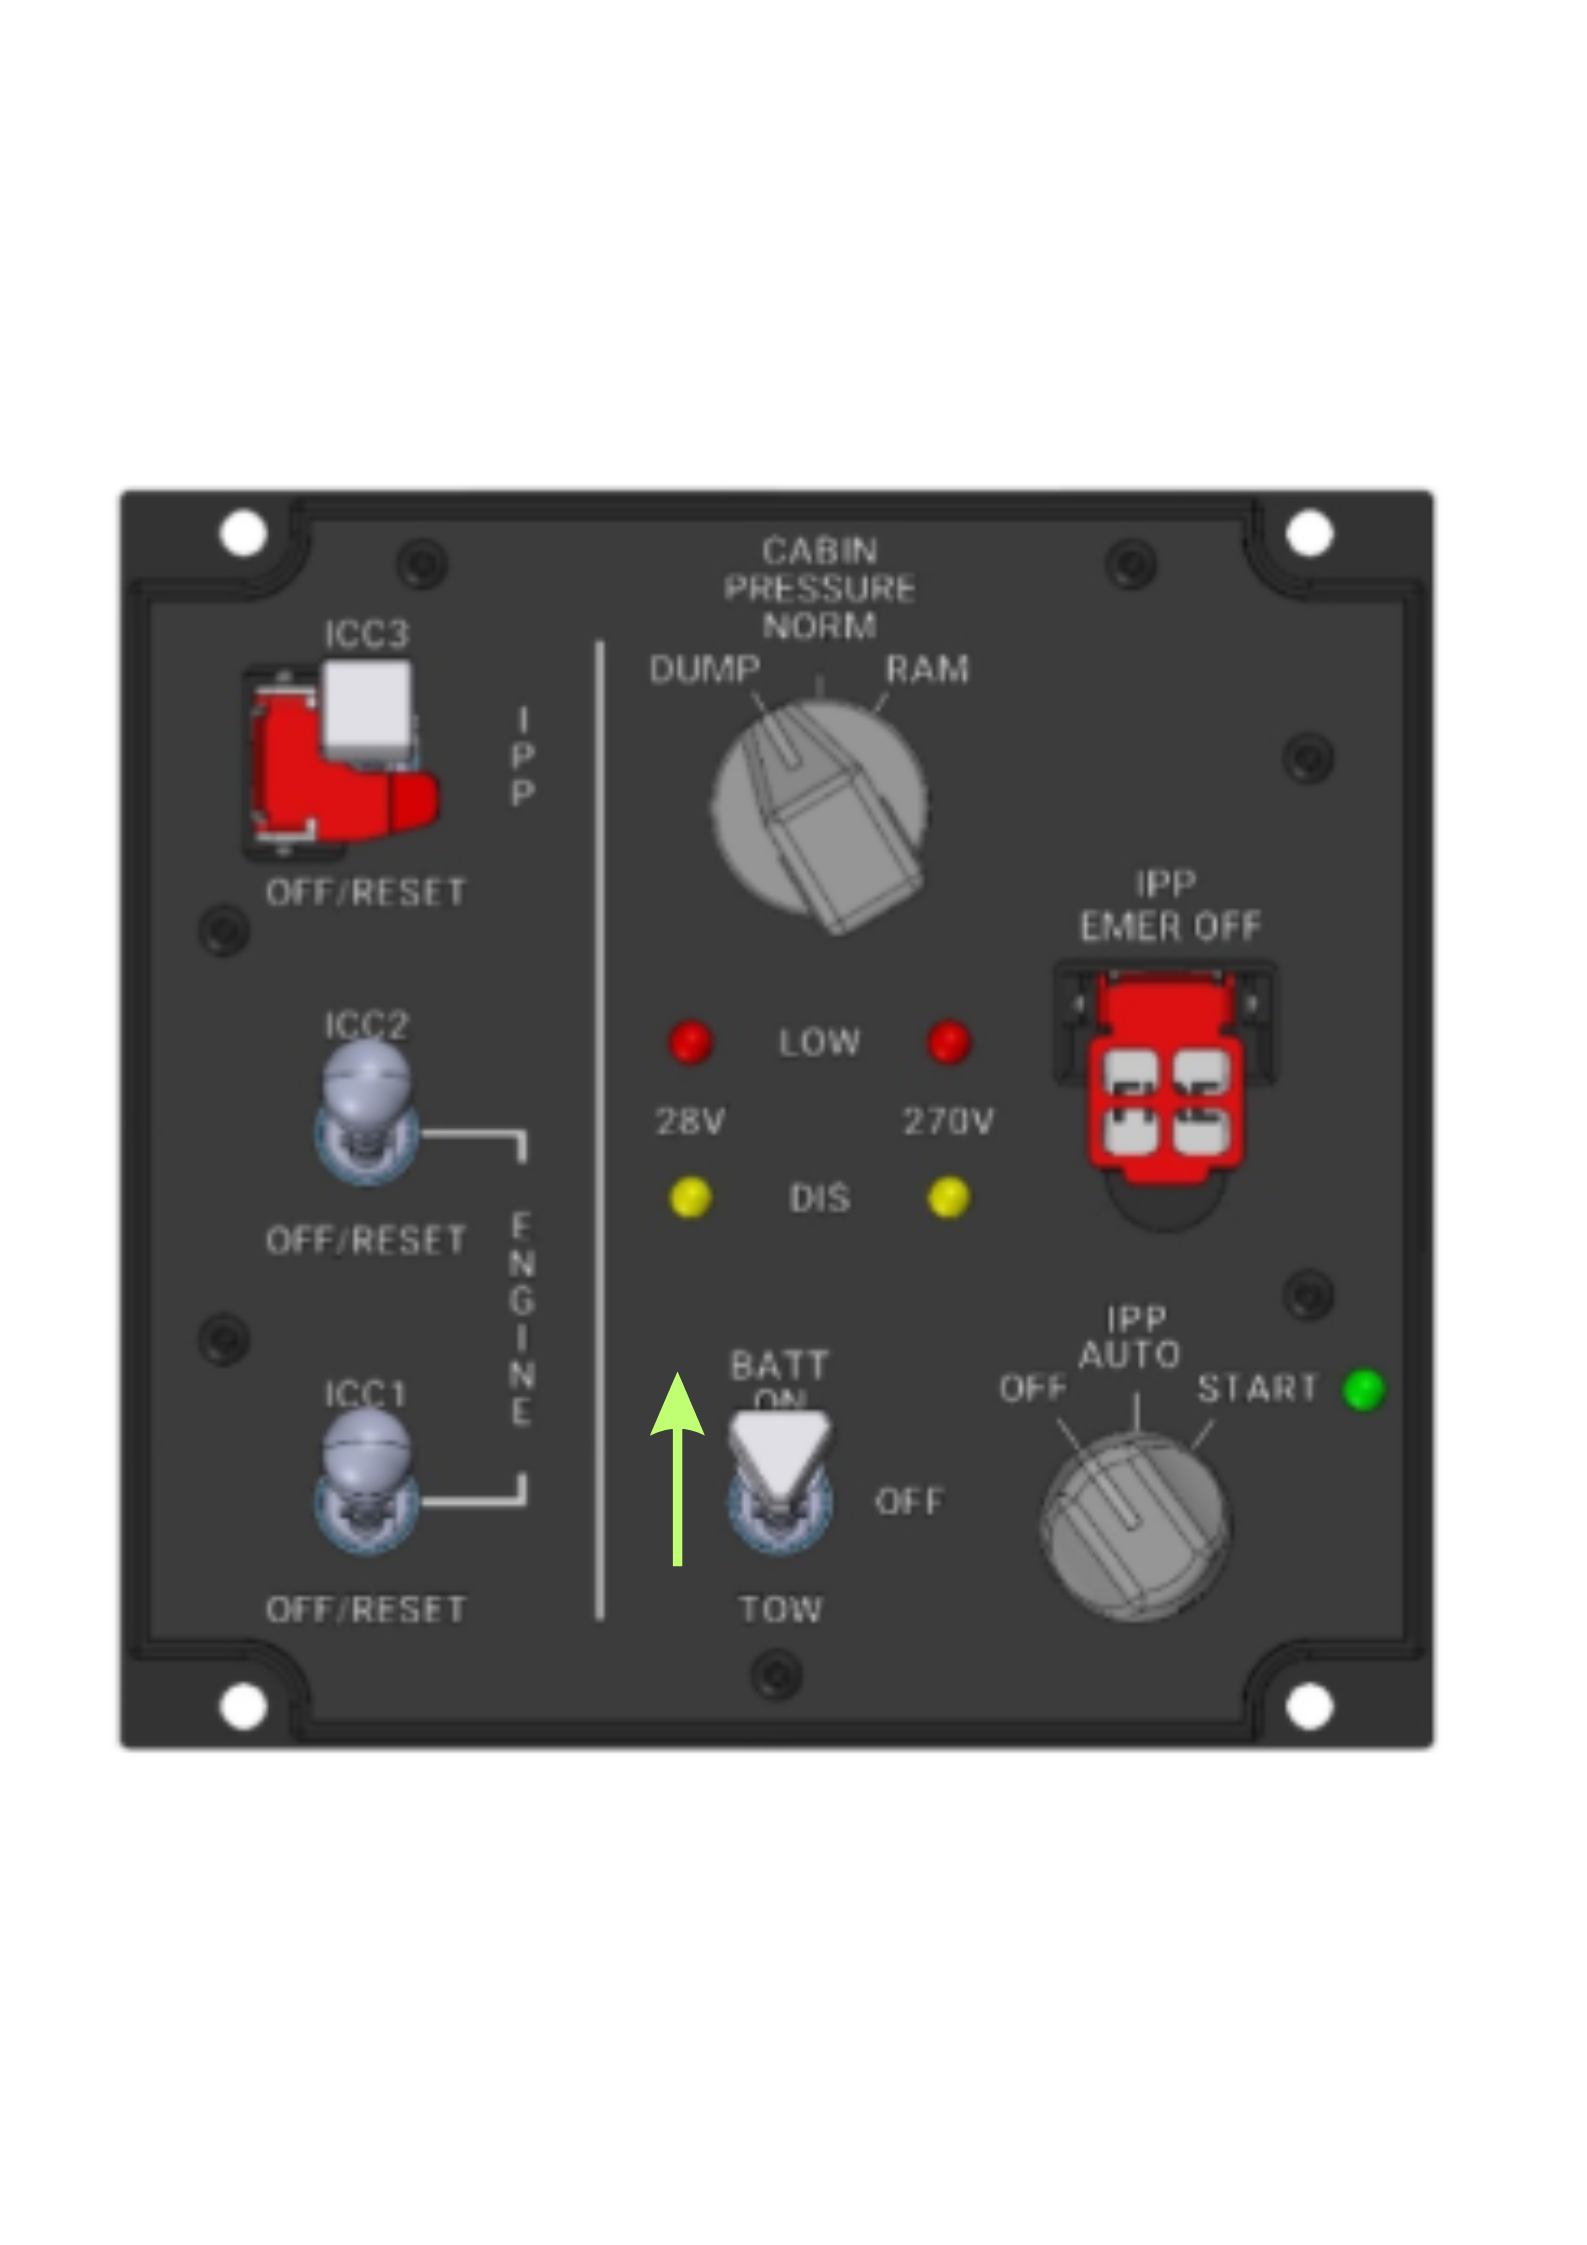 CABIN
PRESSURE
NORM
DUMP
RAM
ICC3
IPP
OFF/RESET
IPP
EMER OFF
ICC2
LOW
28V
270V
DIS
OFF/RESET
ENGINE
IPP
AUTO
OFF
START
BATT
ON
ICC1
OFF
OFF/RESET
TOW